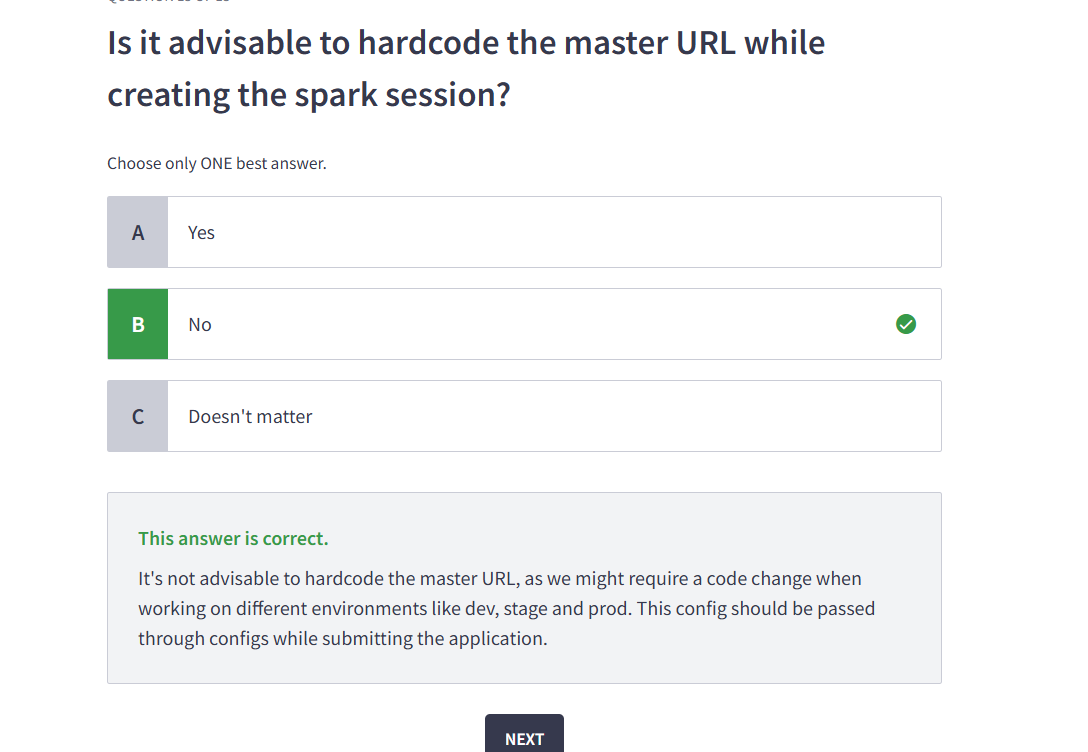 Is it advisable to hardcode the master URL while
creating the spark session?
Choose only ONE best answer.
A Yes
B No
C Doesn't matter
This answer is correct.
It's not advisable to hardcode the master URL, as we might require a code change when
working on different environments like dev, stage and prod. This config should be passed
through configs while submitting the application.
NEXT